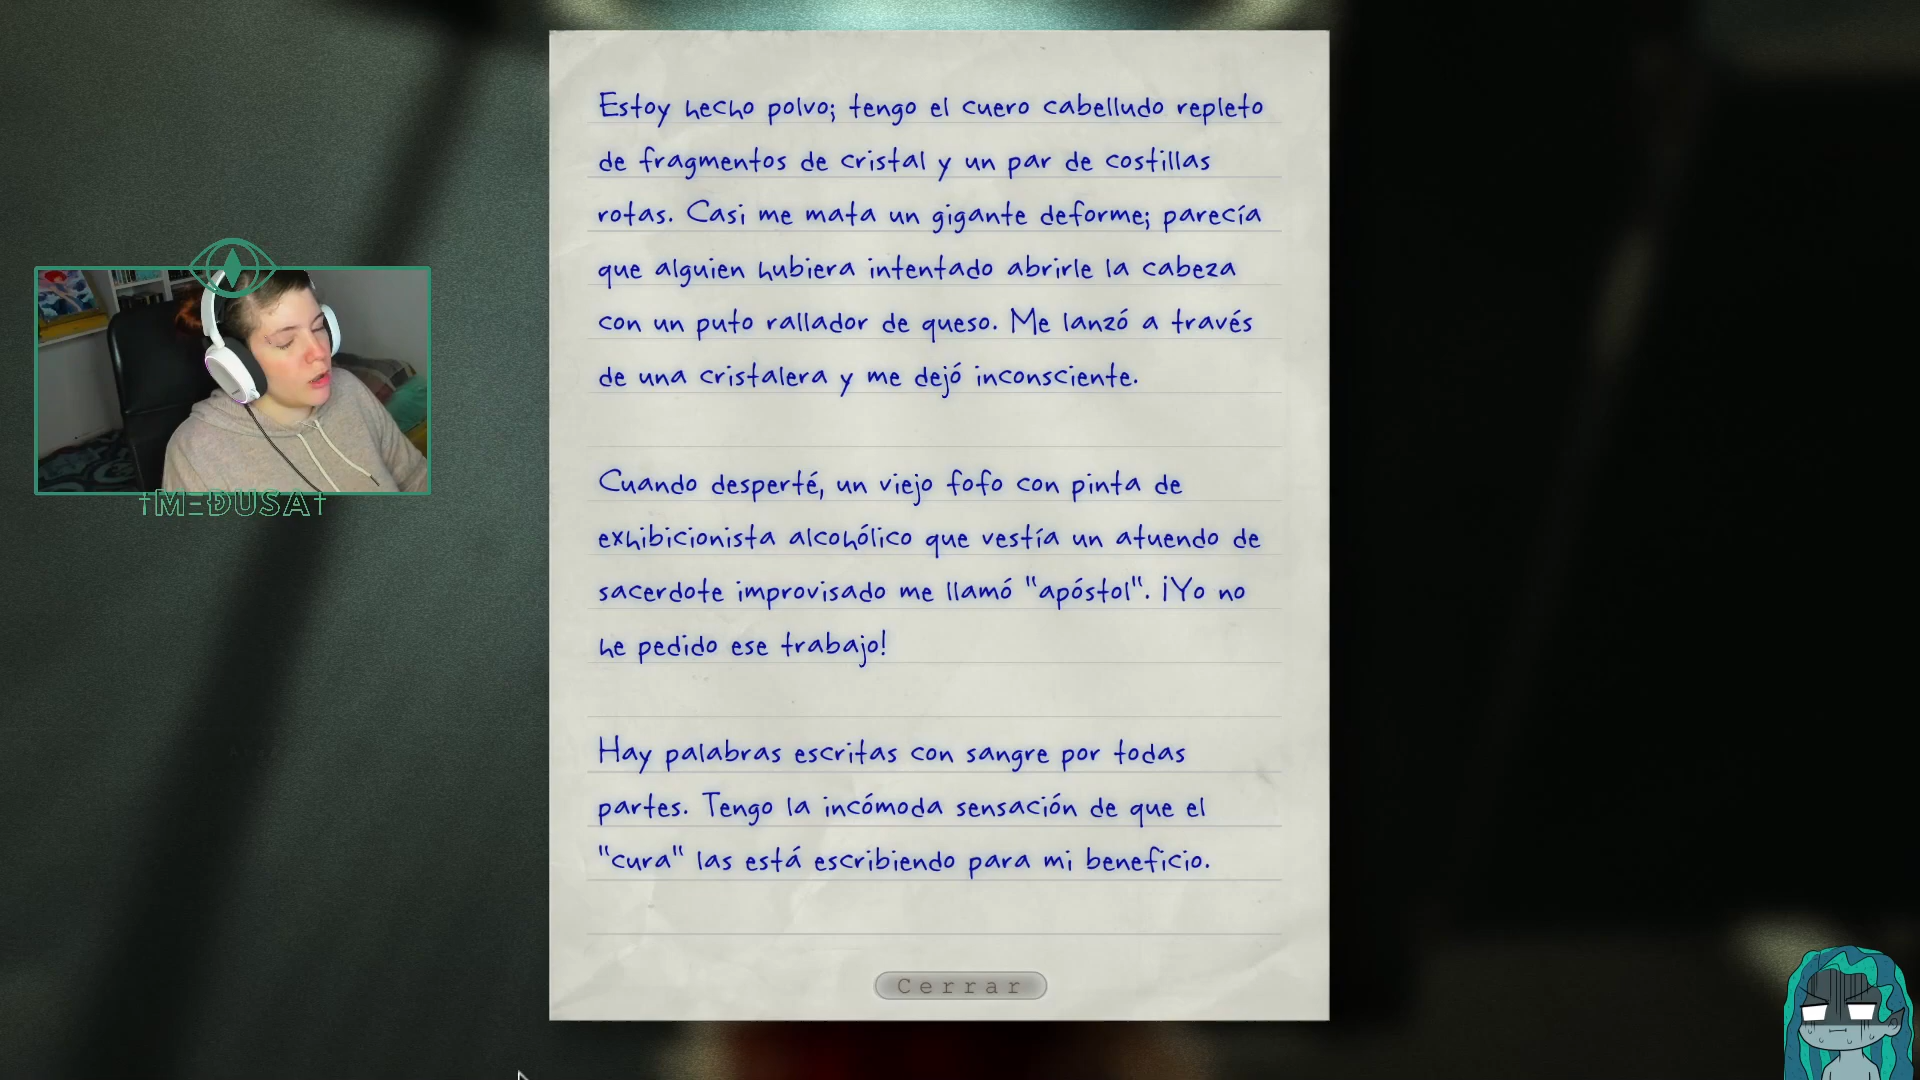 Estoy hecho polvo; tengo el cuero cabelludo repleto
de fragmentos de cristal y un par de costillas
rotas. Casi me mata un gigante deforme; parecía
que alguien hubiera intentado abrirle la cabeza
con un puto rallador de queso. Me lanzó a través
de una cristalera y me dejó inconsciente.
Cuando desperté, un viejo fofo con pinta de
exhibicionista alcohólico que vestía un atuendo de
sacerdote improvisado me llamó "apóstol". ¡Yo no
he pedido ese trabajo!
Hay palabras escritas con sangre por todas
partes. Tengo la incómoda sensación de que el
"cura" las está escribiendo para mi beneficio.
Cerrar
†MΞÐUSA†